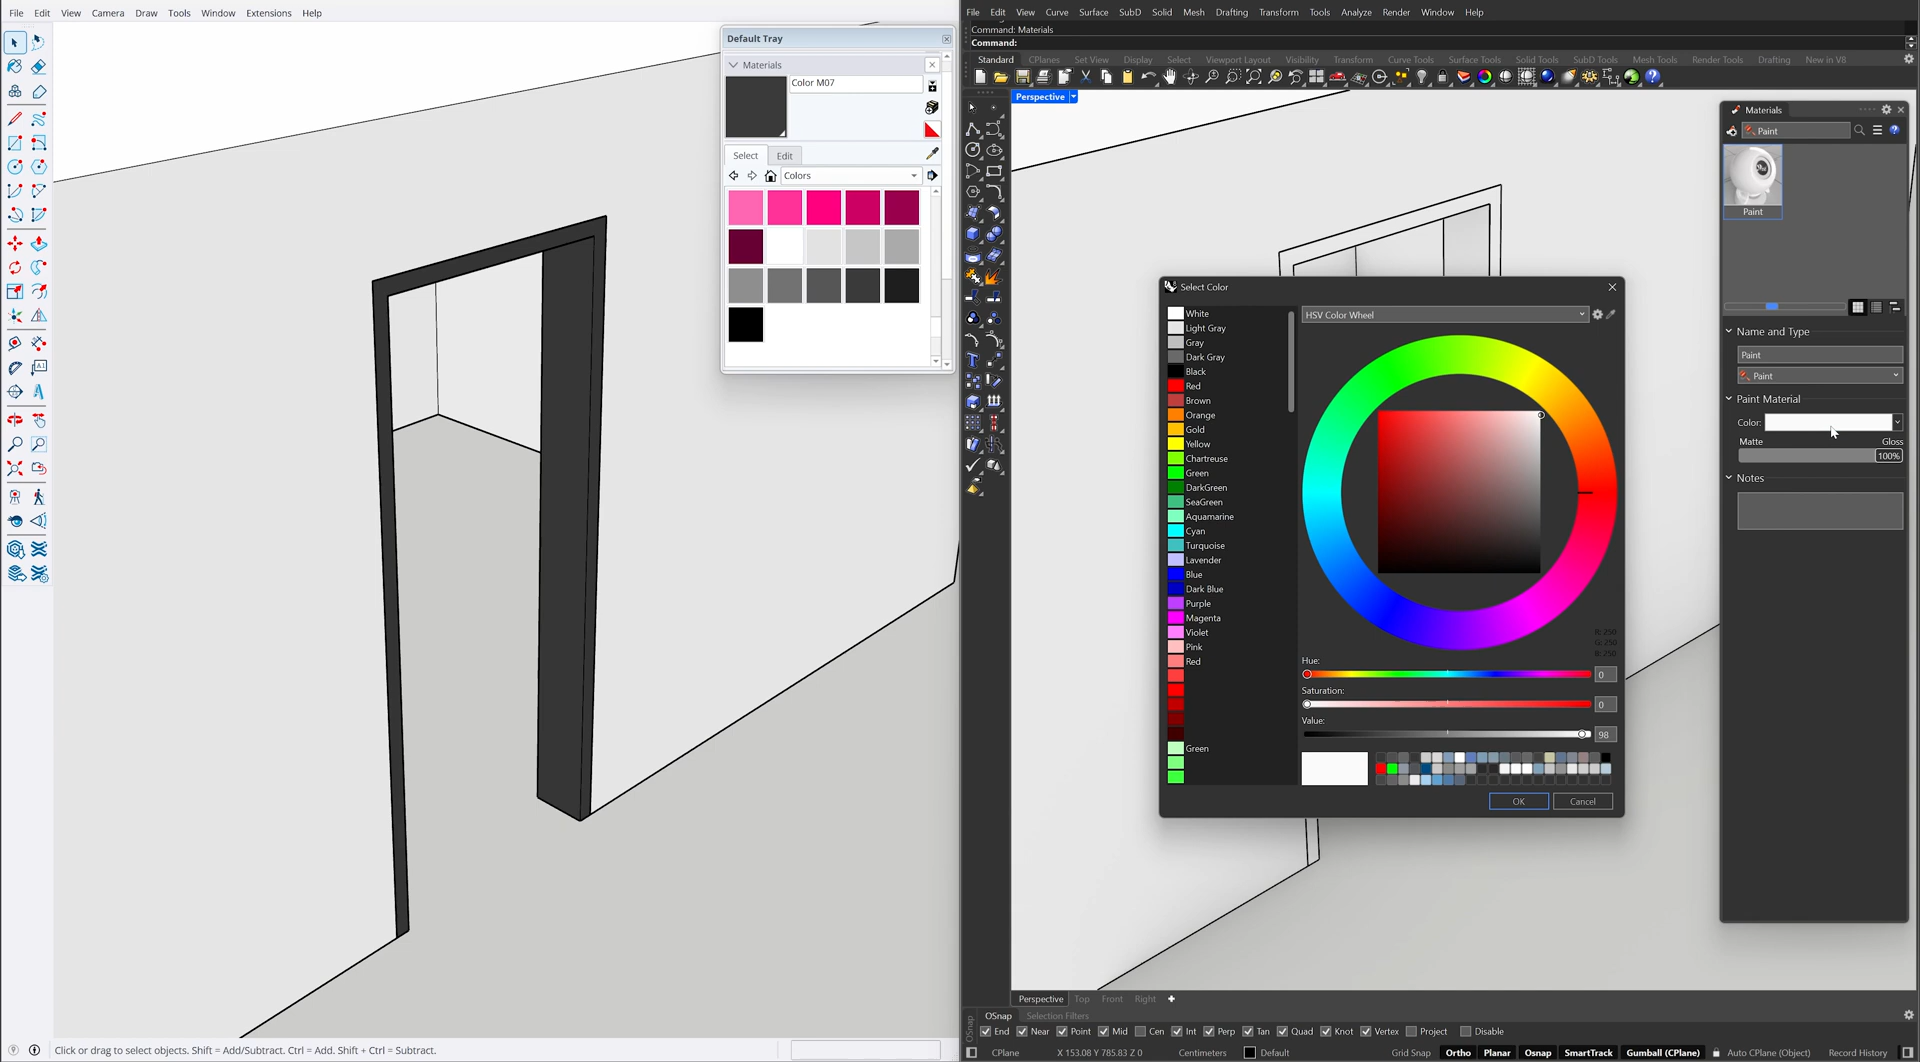 File Edit View Camera Draw Tools Window Extensions Help
Default Tray
Materials
Color M07
Select Edit
Colors
A1
Click or drag to select objects. Shift = Add/Subtract. Ctrl = Add. Shift + Ctrl = Subtract.
File Edit View Curve Surface SubD Solid Mesh Drafting Transform Tools Analyze Render Window Help
Command: Materials
Command:
Standard CPlanes Set View Display Select Viewport Layout Visibility Transform Curve Tools Surface Tools Solid Tools SubD Tools Mesh Tools Render Tools Drafting New in V8
Perspective
Materials
Paint
Paint
Name and Type
Paint
Paint
Paint Material
Color:
Matte Gloss
100%
Notes
Select Color
White
Light Gray
Gray
Dark Gray
Black
Red
Brown
Orange
Gold
Yellow
Chartreuse
Green
DarkGreen
SeaGreen
Aquamarine
Cyan
Turquoise
Lavender
Blue
Dark Blue
Purple
Magenta
Violet
Pink
Red
Green
HSV Color Wheel
R: 250
G: 250
B: 250
Hue:
0
Saturation:
0
Value:
98
OK Cancel
Perspective Top Front Right
OSnap Selection Filters
OSnap
End Near Point Mid Cen Int Perp Tan Quad Knot Vertex Project Disable
CPlane X 153.08 Y 785.83 Z 0 Centimeters Default Grid Snap Ortho Planar Osnap SmartTrack Gumball (CPlane) Auto CPlane (Object) Record History